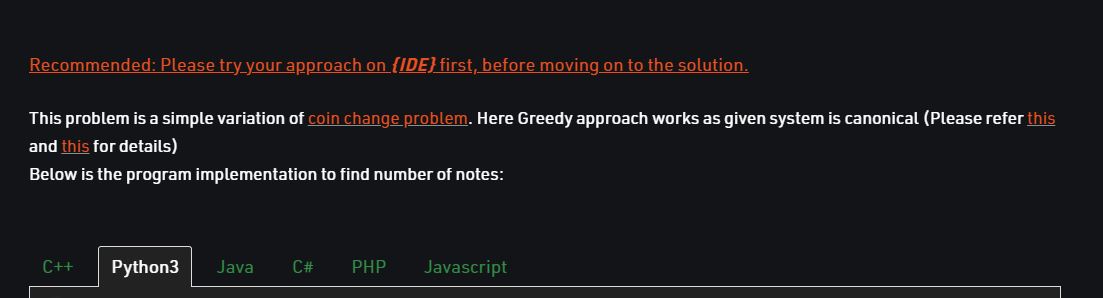 Recommended: Please try your approach on {IDE} first, before moving on to the solution.
This problem is a simple variation of coin change problem. Here Greedy approach works as given system is canonical (Please refer this
and this for details)
Below is the program implementation to find number of notes:
C++ Python3 Java C# PHP Javascript